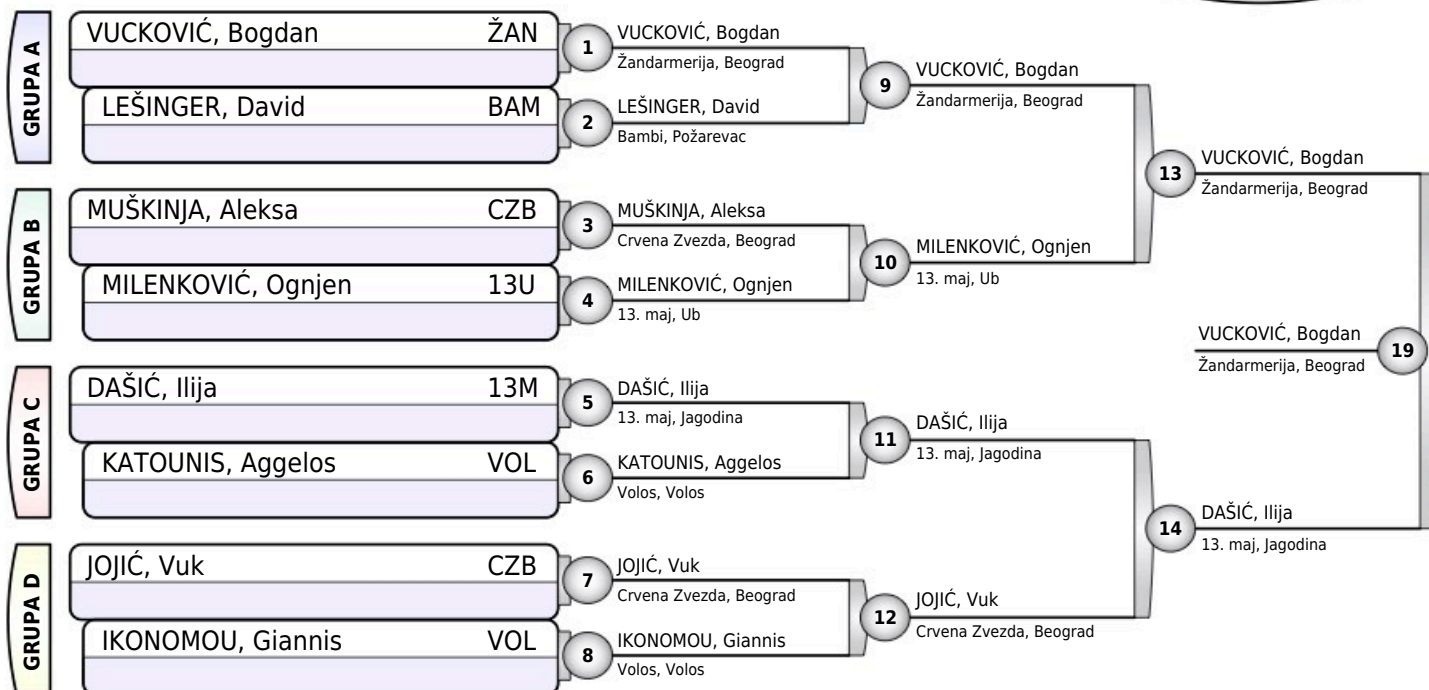 GRUPA A
VUCKOVIĆ, Bogdan ŽAN
LEŠINGER, David BAM
1
VUCKOVIĆ, Bogdan
Žandarmerija, Beograd
2
LEŠINGER, David
Bambi, Požarevac
9
VUCKOVIĆ, Bogdan
Žandarmerija, Beograd
GRUPA B
MUŠKINJA, Aleksa CZB
MILENKOVIĆ, Ognjen 13U
3
MUŠKINJA, Aleksa
Crvena Zvezda, Beograd
4
MILENKOVIĆ, Ognjen
13. maj, Ub
10
MILENKOVIĆ, Ognjen
13. maj, Ub
13
VUCKOVIĆ, Bogdan
Žandarmerija, Beograd
GRUPA C
DAŠIĆ, Ilija 13M
KATOUNIS, Aggelos VOL
5
DAŠIĆ, Ilija
13. maj, Jagodina
6
KATOUNIS, Aggelos
Volos, Volos
11
DAŠIĆ, Ilija
13. maj, Jagodina
GRUPA D
JOJIĆ, Vuk CZB
IKONOMOU, Giannis VOL
7
JOJIĆ, Vuk
Crvena Zvezda, Beograd
8
IKONOMOU, Giannis
Volos, Volos
12
JOJIĆ, Vuk
Crvena Zvezda, Beograd
14
DAŠIĆ, Ilija
13. maj, Jagodina
VUCKOVIĆ, Bogdan
Žandarmerija, Beograd
19